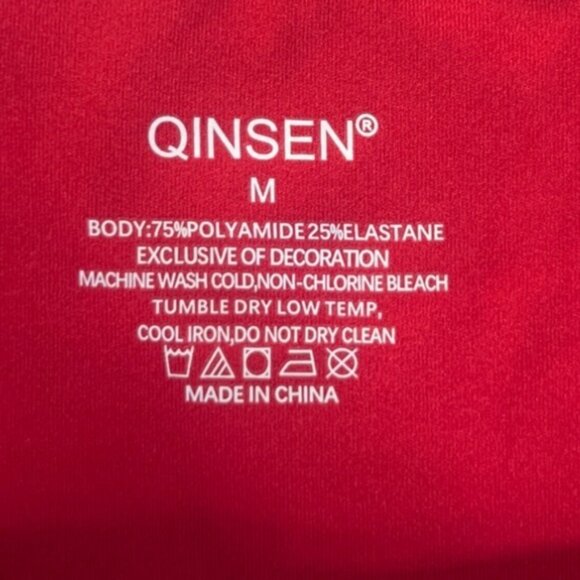 QINSEN®
M
BODY:75%POLYAMIDE 25%ELASTANE
EXCLUSIVE OF DECORATION
MACHINE WASH COLD,NON-CHLORINE BLEACH
TUMBLE DRY LOW TEMP,
COOL IRON,DO NOT DRY CLEAN
MADE IN CHINA